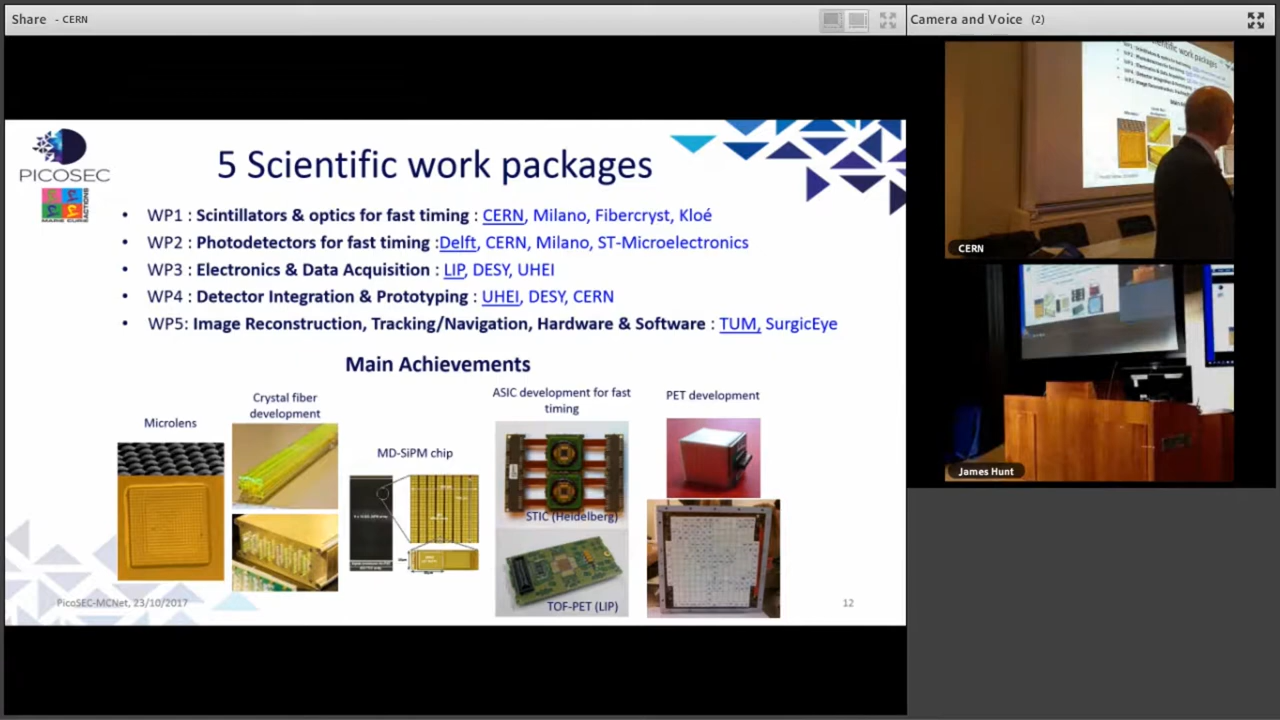 Share - CERN
Camera and Voice (2)
PICOSEC
MARIE CURIE ACTIONS
5 Scientific work packages
• WP1 : Scintillators & optics for fast timing : CERN, Milano, Fibercryst, Kloé
• WP2 : Photodetectors for fast timing :Delft, CERN, Milano, ST-Microelectronics
• WP3 : Electronics & Data Acquisition : LIP, DESY, UHEI
• WP4 : Detector Integration & Prototyping : UHEI, DESY, CERN
• WP5: Image Reconstruction, Tracking/Navigation, Hardware & Software : TUM, SurgicEye
Main Achievements
Microlens
Crystal fiber
development
MD-SiPM chip
ASIC development for fast
timing
PET development
STIC (Heidelberg)
TOF-PET (LIP)
PicoSEC-MCNet, 23/10/2017
12
CERN
James Hunt